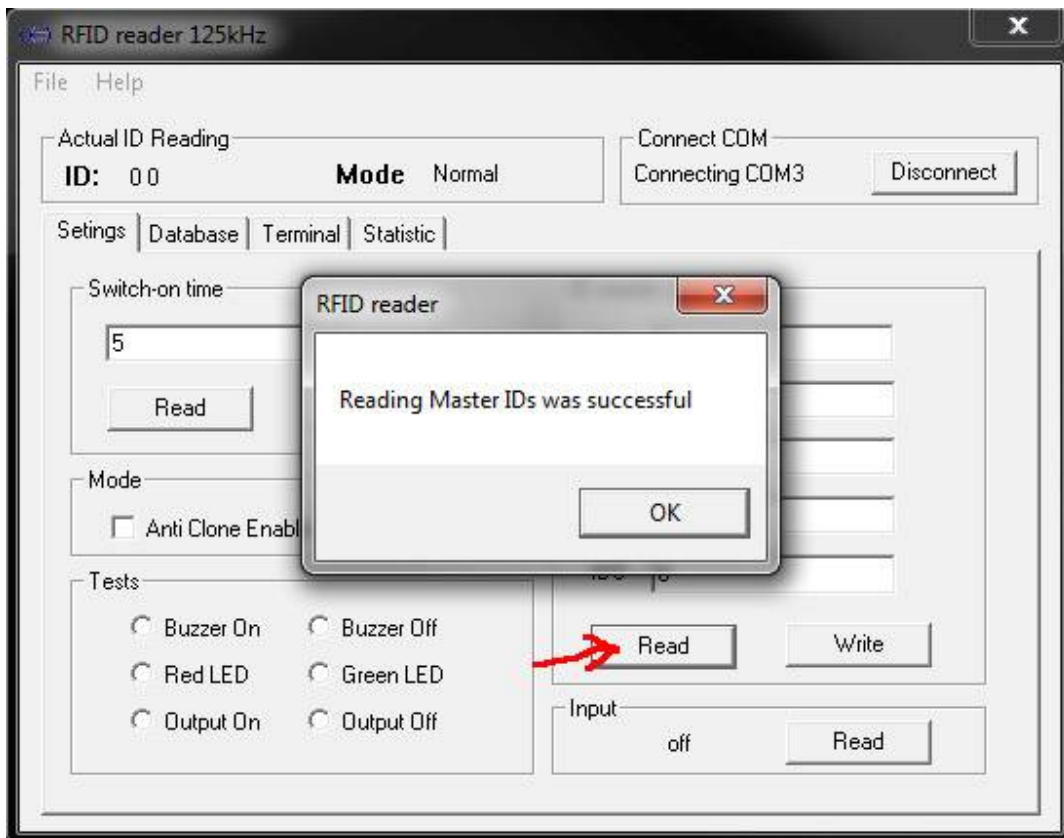 RFID reader 125kHz
File Help
Actual ID Reading
ID: 0 0 Mode Normal
Connect COM
Connecting COM3 Disconnect
Setings Database Terminal Statistic
Switch-on time
5
Read
RFID reader
Reading Master IDs was successful
OK
Mode
Anti Clone Enabl
Tests
Buzzer On Buzzer Off
Red LED Green LED
Output On Output Off
Read Write
Input
off Read